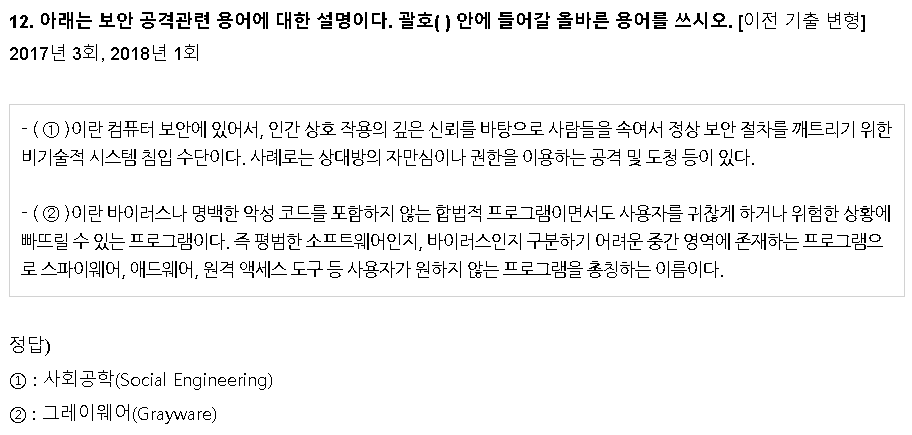 12. 아래는 보안 공격관련 용어에 대한 설명이다. 괄호( ) 안에 들어갈 올바른 용어를 쓰시오. [이전 기출 변형]
2017년 3회, 2018년 1회
- ( ① )이란 컴퓨터 보안에 있어서, 인간 상호 작용의 깊은 신뢰를 바탕으로 사람들을 속여서 정상 보안 절차를 깨트리기 위한
비기술적 시스템 침입 수단이다. 사례로는 상대방의 자만심이나 권한을 이용하는 공격 및 도청 등이 있다.
- ( ② )이란 바이러스나 명백한 악성 코드를 포함하지 않는 합법적 프로그램이면서도 사용자를 귀찮게 하거나 위험한 상황에
빠뜨릴 수 있는 프로그램이다. 즉 평범한 소프트웨어인지, 바이러스인지 구분하기 어려운 중간 영역에 존재하는 프로그램으
로 스파이웨어, 애드웨어, 원격 액세스 도구 등 사용자가 원하지 않는 프로그램을 총칭하는 이름이다.
정답)
① : 사회공학(Social Engineering)
② : 그레이웨어(Grayware)